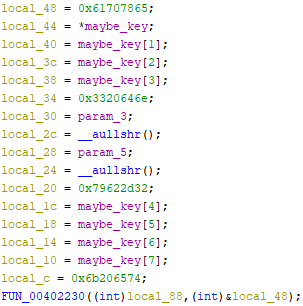 local_48 = 0x61707865;
local_44 = *maybe_key;
local_40 = maybe_key[1];
local_3c = maybe_key[2];
local_38 = maybe_key[3];
local_34 = 0x3320646e;
local_30 = param_3;
local_2c = __aullshr();
local_28 = param_5;
local_24 = __aullshr();
local_20 = 0x79622d32;
local_1c = maybe_key[4];
local_18 = maybe_key[5];
local_14 = maybe_key[6];
local_10 = maybe_key[7];
local_c = 0x6b206574;
FUN_00402230((int)local_88,(int)&local_48);